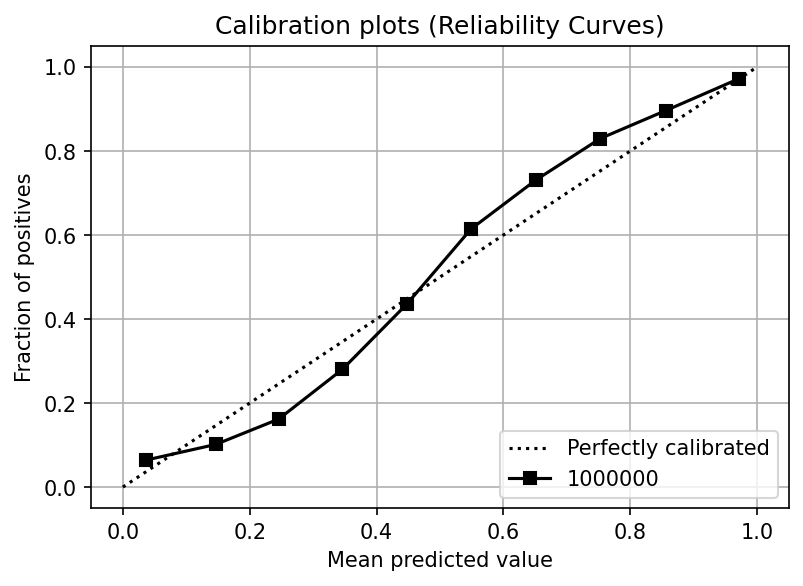 Calibration plots (Reliability Curves)
Fraction of positives
1.0
0.8
0.6
0.4
0.2
0.0
Perfectly calibrated
1000000
0.0 0.2 0.4 0.6 0.8 1.0
Mean predicted value